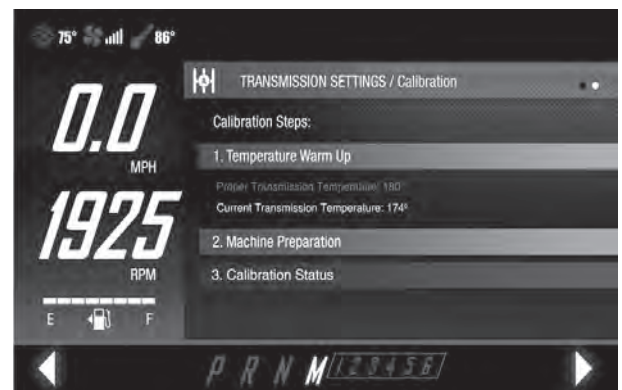 75° 86°
TRANSMISSION SETTINGS / Calibration
0.0
MPH
Calibration Steps:
1. Temperature Warm Up
Proper Transmission Temperature: 180°
Current Transmission Temperature: 174°
1925
RPM
2. Machine Preparation
3. Calibration Status
E F
P R N M 1 2 3 4 5 6